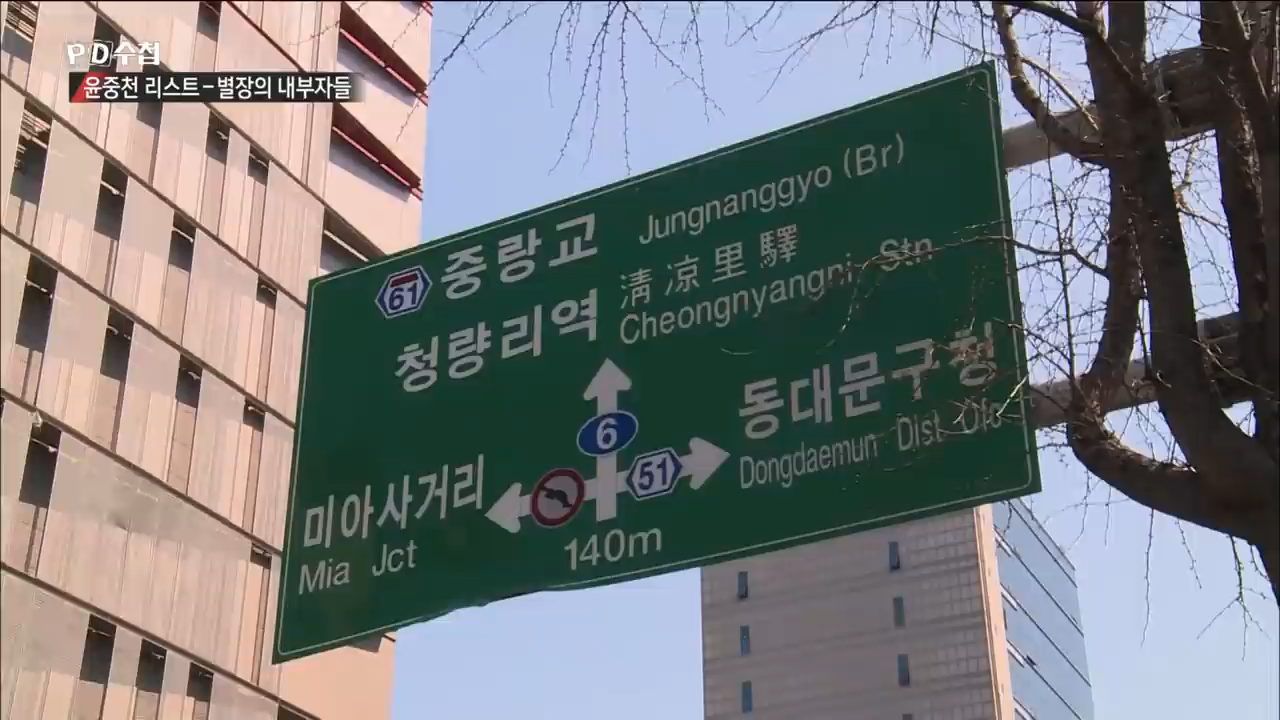 PD수첩
윤중천 리스트-별장의 내부자들
61 중랑교 Jungnanggyo (Br)
청량리역 淸凉里驛
Cheongnyangni Stn
6
51
동대문구청
Dongdaemun Dist Ofc
미아사거리
Mia Jct
140m